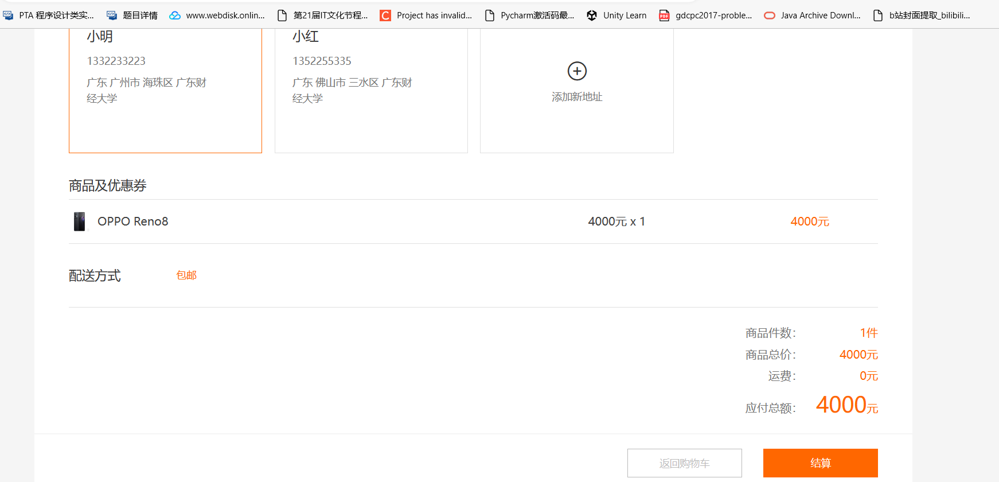 PTA 程序设计类实... 题目详情 www.webdisk.onlin... 第21届IT文化节程... Project has invalid... Pycharm激活码最... Unity Learn gdcpc2017-proble... Java Archive Downl... b站封面提取_bilibili...
小明
1332233223
广东 广州市 海珠区 广东财
经大学
小红
1352255335
广东 佛山市 三水区 广东财
经大学
添加新地址
商品及优惠券
OPPO Reno8 4000元 x 1 4000元
配送方式 包邮
商品件数： 1件
商品总价： 4000元
运费： 0元
应付总额： 4000元
返回购物车 结算